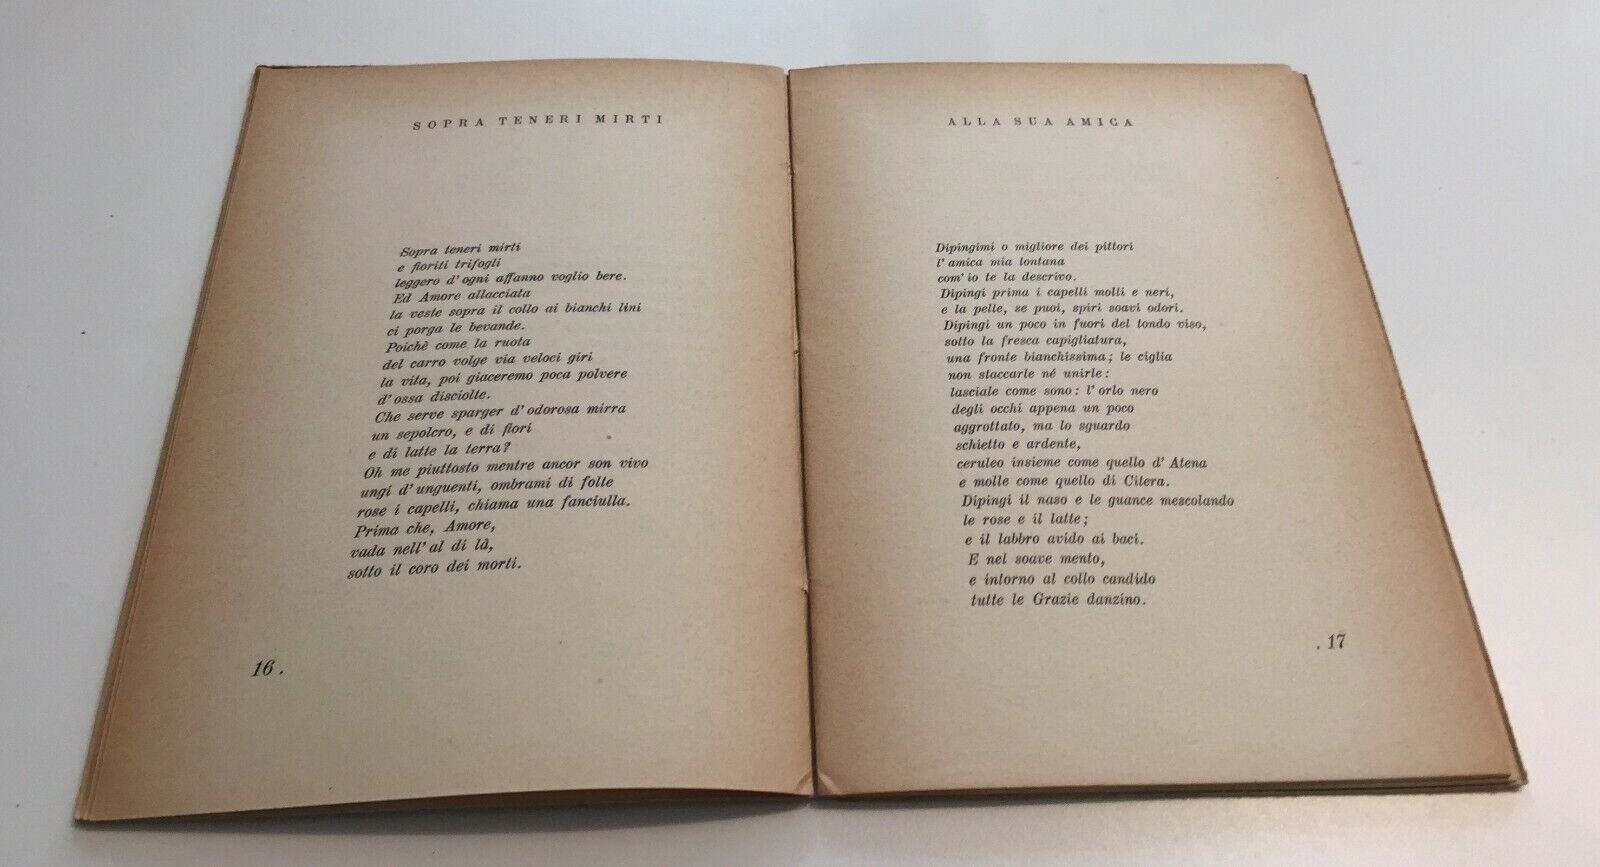 SOPRA TENERI MIRTI
Sopra teneri mirti
e fioriti trifogli
leggero d'ogni affanno voglio bere.
Ed Amore allacciata
la veste sopra il collo ai bianchi lini
ci porga le bevande.
Poichè come la ruota
del carro volge via veloci giri
la vita, poi giaceremo poca polvere
d'ossa disciolte.
Che serve sparger d'odorosa mirra
un sepolcro, e di fiori
e di latte la terra?
Oh me piuttosto mentre ancor son vivo
ungi d'unguenti, ombrami di folte
rose i capelli, chiama una fanciulla.
Prima che, Amore,
vada nell'al di là,
sotto il coro dei morti.
16 .
ALLA SUA AMICA
Dipingimi o migliore dei pittori
l'amica mia lontana
com'io te la descrivo.
Dipingi prima i capelli molli e neri,
e la pelle, se puoi, spiri soavi odori.
Dipingi un poco in fuori del tondo viso,
sotto la fresca capigliatura,
una fronte bianchissima; le ciglia
non staccarle né unirle:
lasciale come sono: l'orlo nero
degli occhi appena un poco
aggrottato, ma lo sguardo
schietto e ardente,
ceruleo insieme come quello d'Atena
e molle come quello di Citera.
Dipingi il naso e le guance mescolando
le rose e il latte;
e il labbro avido ai baci.
E nel soave mento,
e intorno al collo candido
tutte le Grazie danzino.
. 17